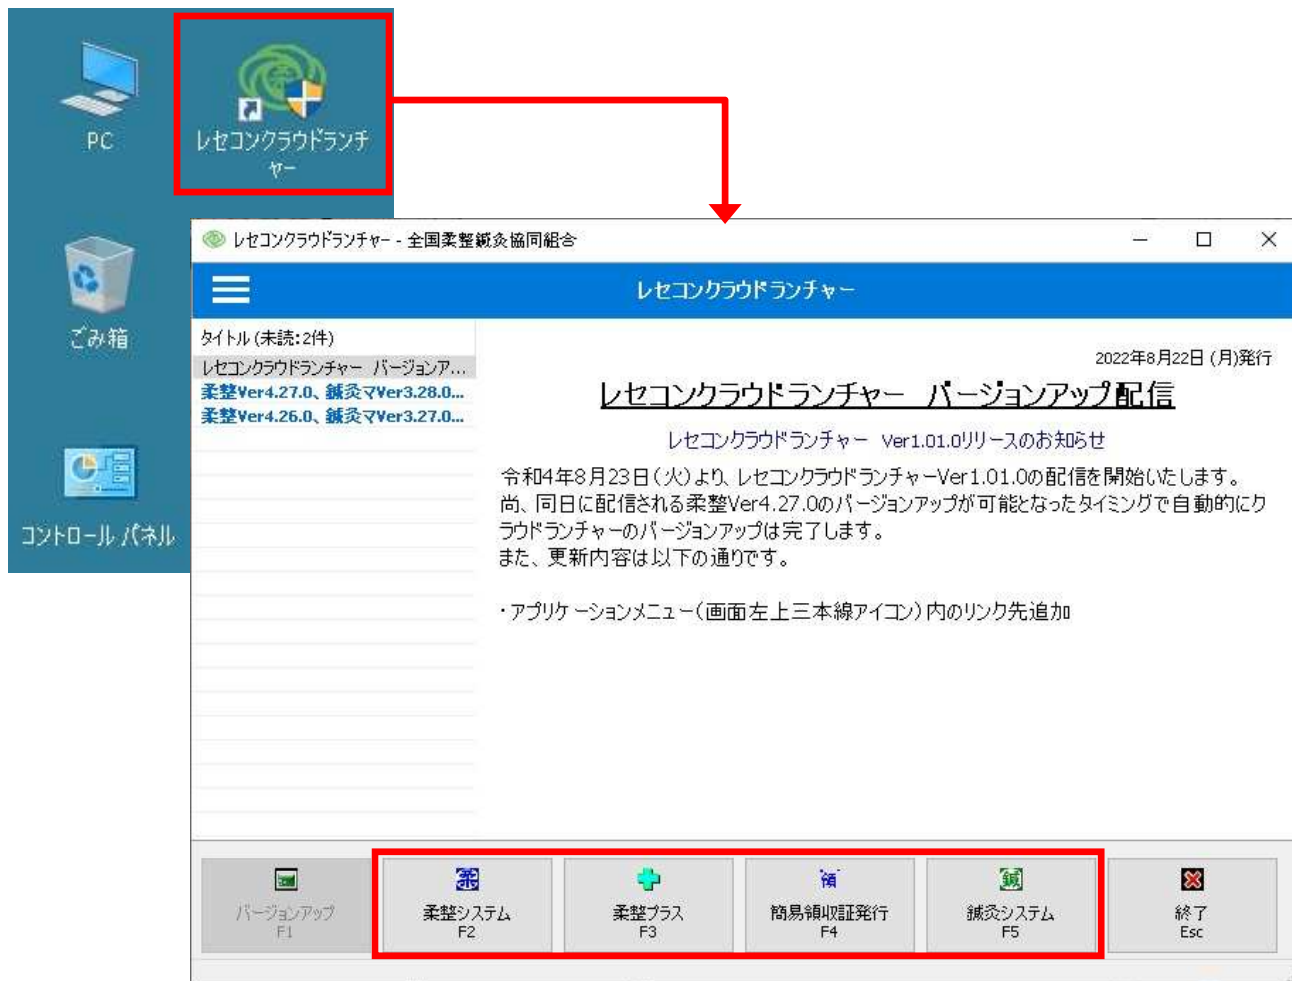 PC
レセコンクラウドランチ
ャー
ごみ箱
コントロール パネル
レセコンクラウドランチャー - 全国柔整鍼灸協同組合
レセコンクラウドランチャー
タイトル (未読:2件)
レセコンクラウドランチャー バージョンア...
柔整Ver4.27.0、鍼灸マVer3.28.0...
柔整Ver4.26.0、鍼灸マVer3.27.0...
2022年8月22日 (月)発行
レセコンクラウドランチャー バージョンアップ配信
レセコンクラウドランチャー Ver1.01.0リリースのお知らせ
令和4年8月23日(火)より、レセコンクラウドランチャーVer1.01.0の配信を開始いたします。
尚、同日に配信される柔整Ver4.27.0のバージョンアップが可能となったタイミングで自動的にク
ラウドランチャーのバージョンアップは完了します。
また、更新内容は以下の通りです。
・アプリケーションメニュー(画面左上三本線アイコン)内のリンク先追加
バージョンアップ
F1
柔
柔整システム
F2
柔整プラス
F3
領
簡易領収証発行
F4
鍼
鍼灸システム
F5
終了
Esc